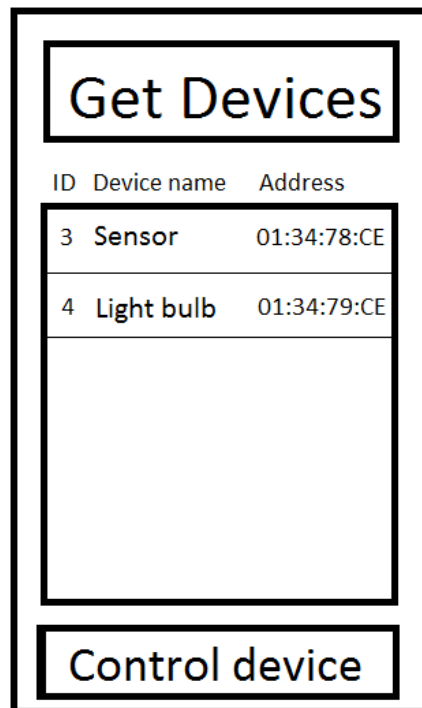 Get Devices
ID Device name Address
3 Sensor 01:34:78:CE
4 Light bulb 01:34:79:CE
Control device